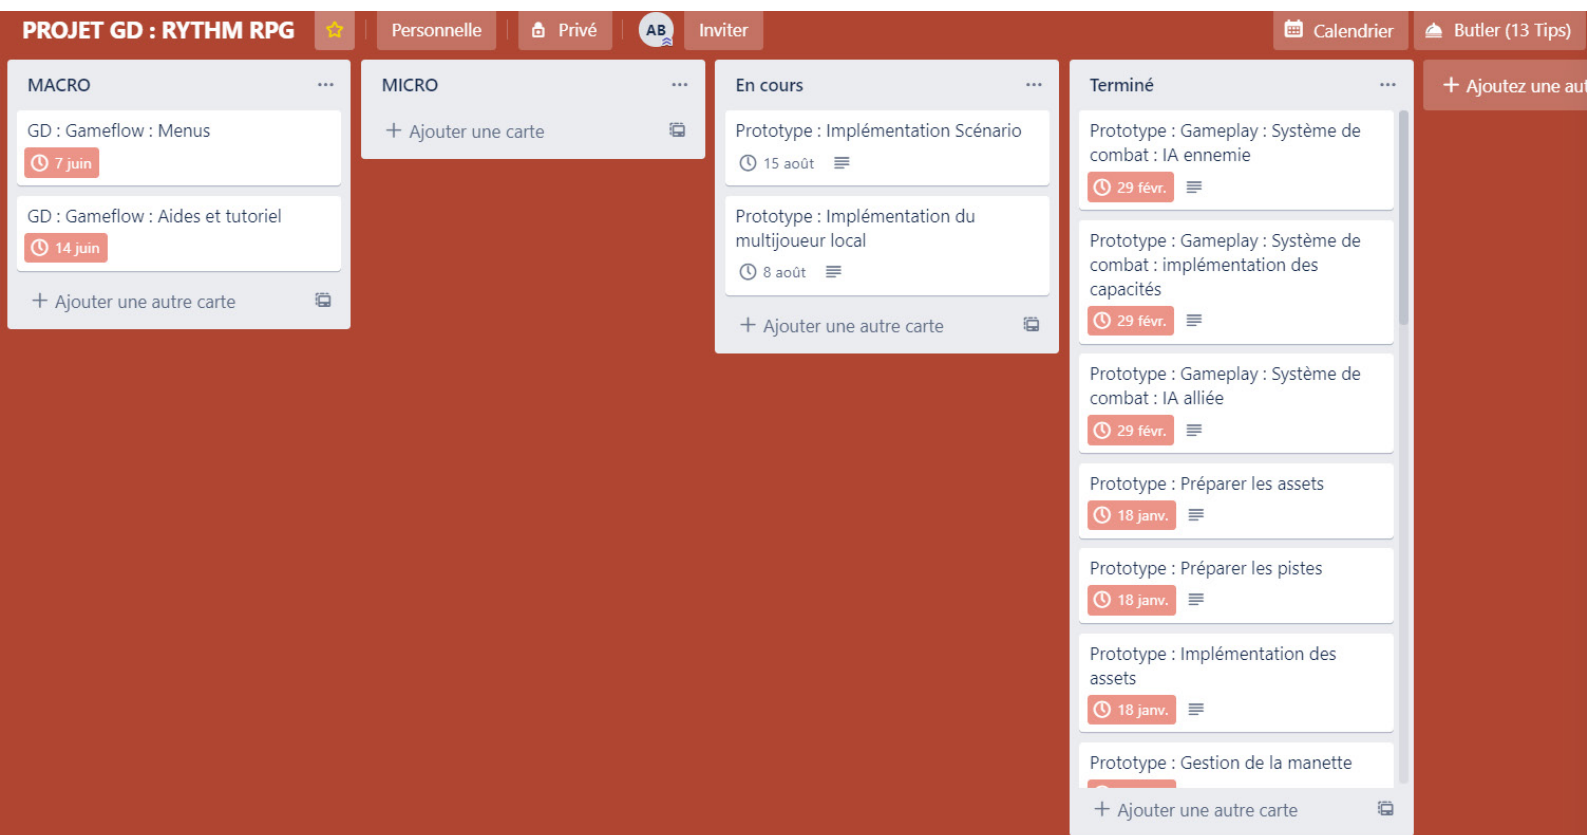 PROJET GD : RYTHM RPG
Personnelle
Privé
AB
Inviter
Calendrier
Butler (13 Tips)
MACRO
GD : Gameflow : Menus
7 juin
GD : Gameflow : Aides et tutoriel
14 juin
+ Ajouter une autre carte
MICRO
+ Ajouter une carte
En cours
Prototype : Implémentation Scénario
15 août
Prototype : Implémentation du
multijoueur local
8 août
+ Ajouter une autre carte
Terminé
Prototype : Gameplay : Système de
combat : IA ennemie
29 févr.
Prototype : Gameplay : Système de
combat : implémentation des
capacités
29 févr.
Prototype : Gameplay : Système de
combat : IA alliée
29 févr.
Prototype : Préparer les assets
18 janv.
Prototype : Préparer les pistes
18 janv.
Prototype : Implémentation des
assets
18 janv.
Prototype : Gestion de la manette
+ Ajouter une autre carte
+ Ajoutez une aut